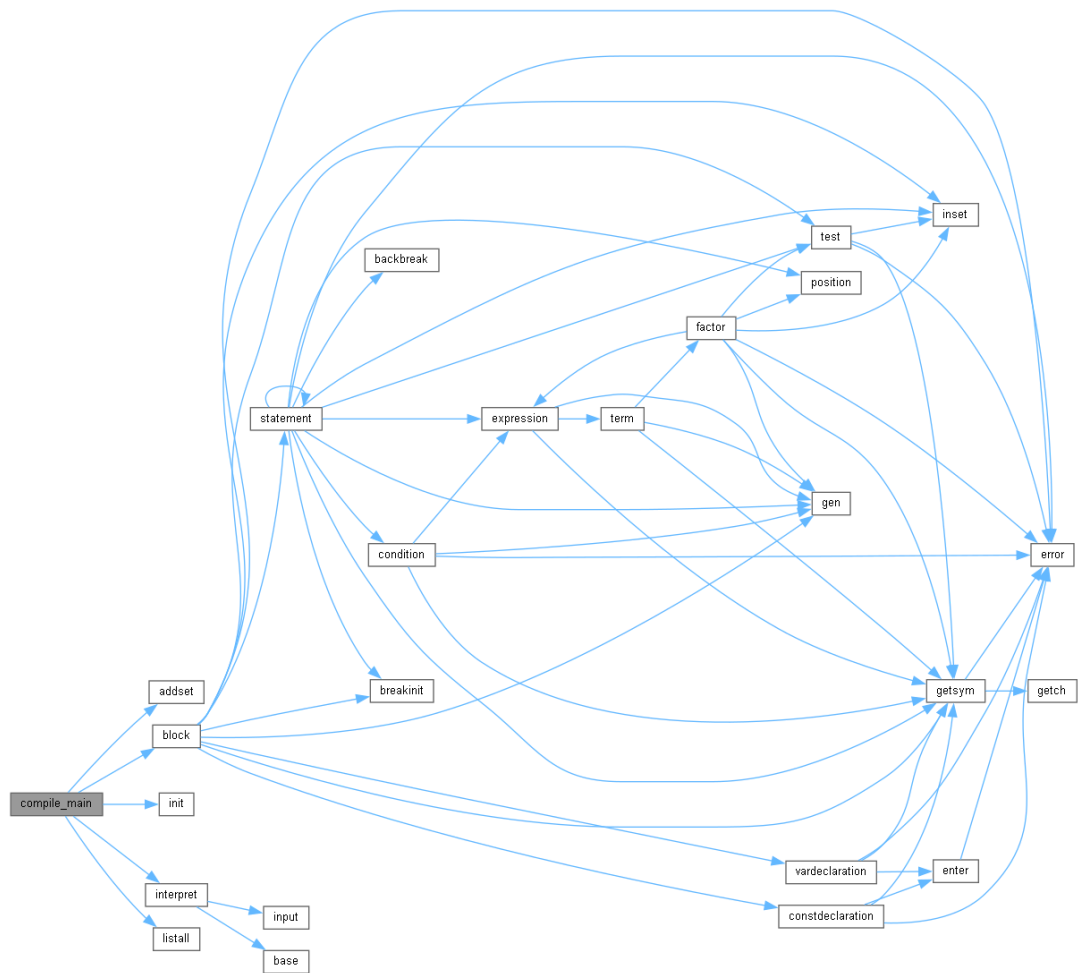 inset
test
backbreak
position
factor
statement
expression
term
gen
condition
error
addset
breakinit
getsym
getch
block
compile_main
init
vardeclaration
enter
interpret
input
constdeclaration
listall
base